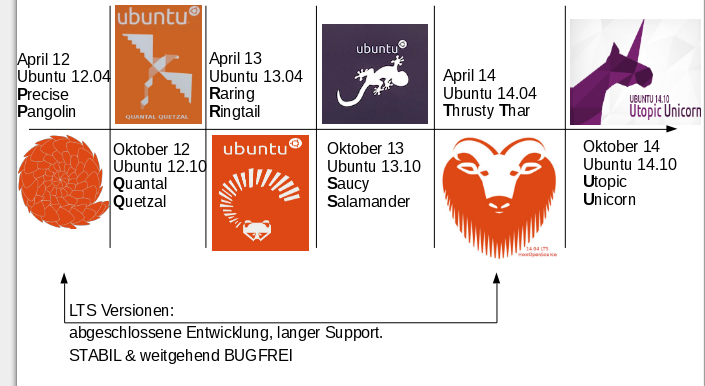 April 12
Ubuntu 12.04
Precise
Pangolin
ubuntu
QUANTAL QUETZAL
Oktober 12
Ubuntu 12.10
Quantal
Quetzal
April 13
Ubuntu 13.04
Raring
Ringtail
ubuntu
ubuntu
Oktober 13
Ubuntu 13.10
Saucy
Salamander
April 14
Ubuntu 14.04
Thrusty Thar
14.04 LTS
UBUNTU 14.10
Utopic Unicorn
Oktober 14
Ubuntu 14.10
Utopic
Unicorn
LTS Versionen:
abgeschlossene Entwicklung, langer Support.
STABIL & weitgehend BUGFREI